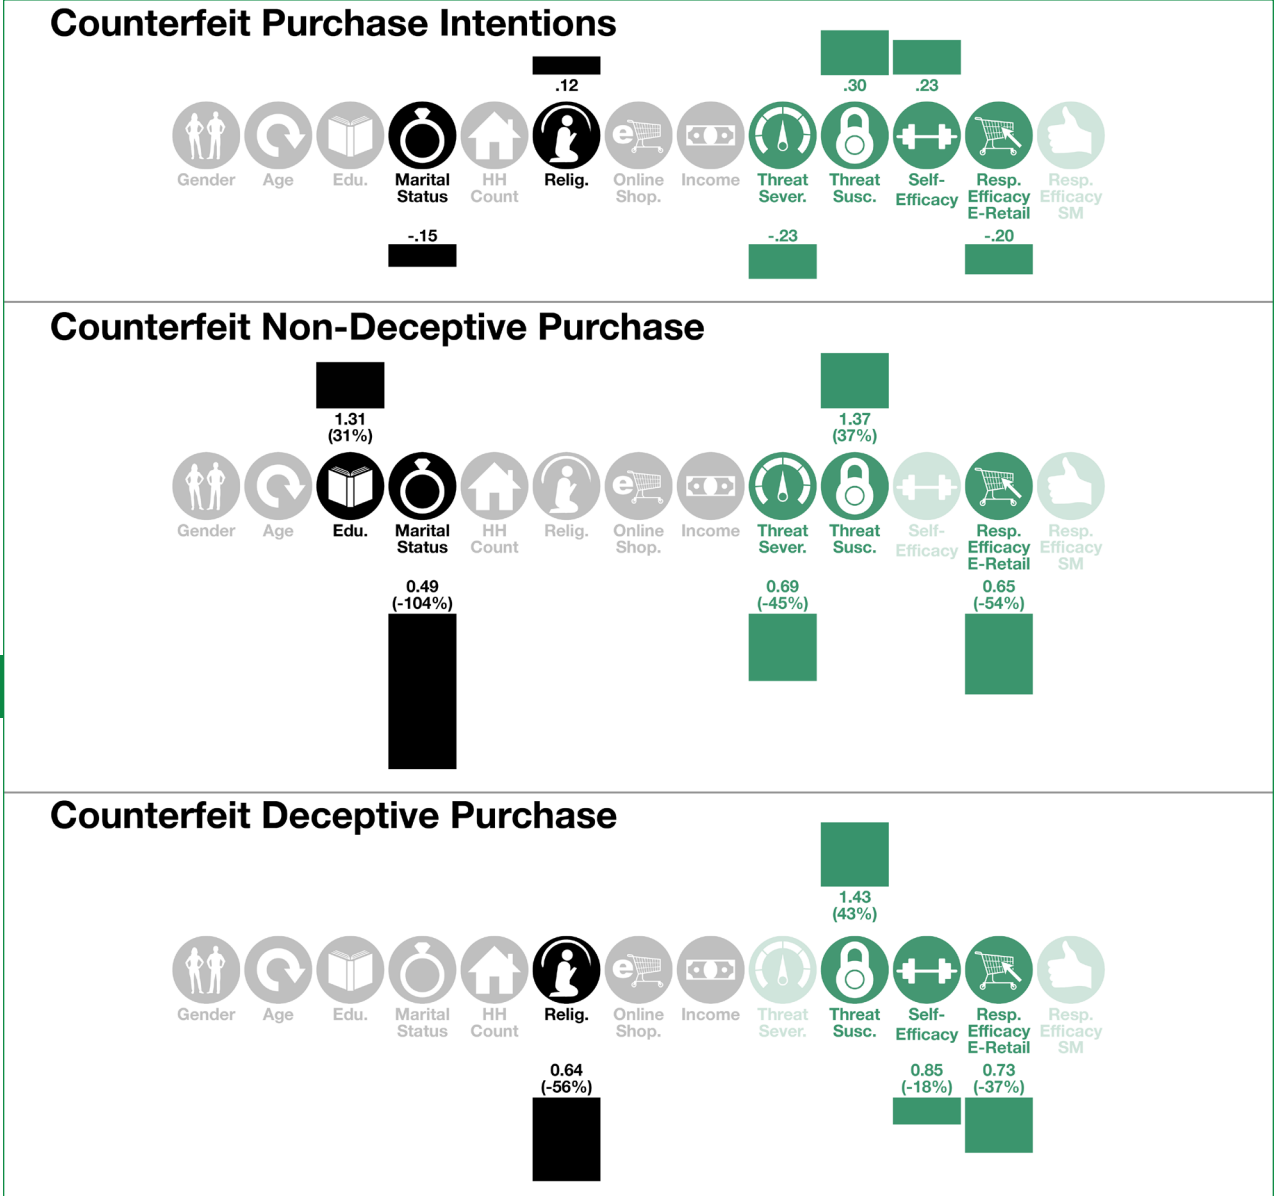 Counterfeit Purchase Intentions
.12
.30
.23
e
Gender
Age
Edu.
Marital
Status
HH
Count
Relig.
Online
Shop.
Income
Threat
Sever.
Threat
Susc.
Self-
Efficacy
Resp.
Efficacy
E-Retail
Resp.
Efficacy
SM
-.15
-.23
-.20
Counterfeit Non-Deceptive Purchase
1.31
(31%)
1.37
(37%)
e
Gender
Age
Edu.
Marital
Status
HH
Count
Relig.
Online
Shop.
Income
Threat
Sever.
Threat
Susc.
Self-
Efficacy
Resp.
Efficacy
E-Retail
Resp.
Efficacy
SM
0.49
(-104%)
0.69
(-45%)
0.65
(-54%)
Counterfeit Deceptive Purchase
1.43
(43%)
e
Gender
Age
Edu.
Marital
Status
HH
Count
Relig.
Online
Shop.
Income
Threat
Sever.
Threat
Susc.
Self-
Efficacy
Resp.
Efficacy
E-Retail
Resp.
Efficacy
SM
0.64
(-56%)
0.85
(-18%)
0.73
(-37%)